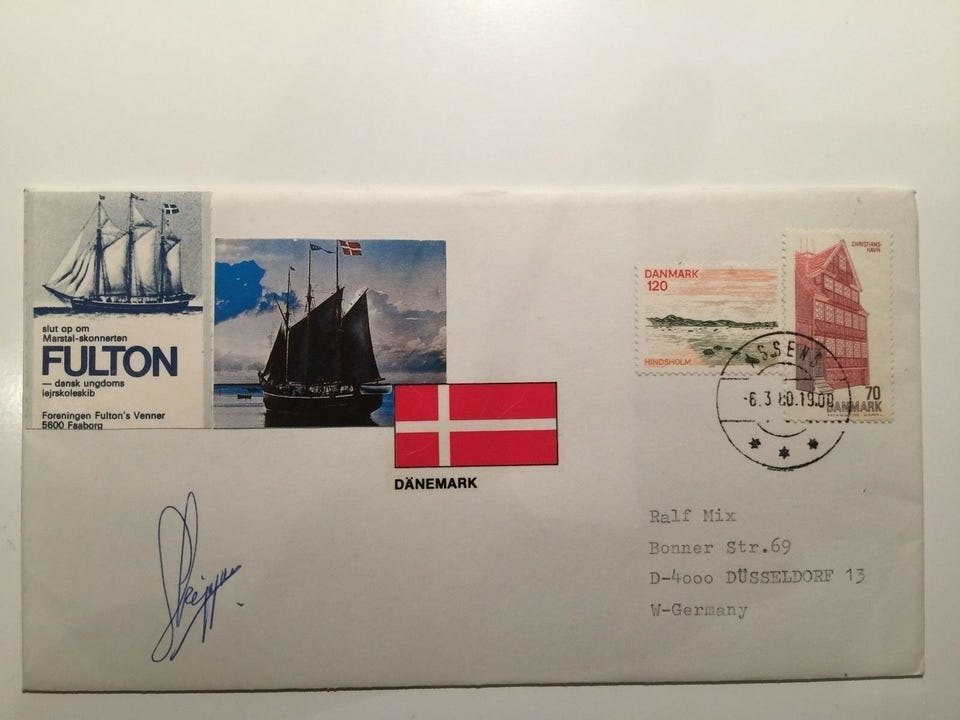 slut op om
Marstal-skonnerten
FULTON
— dansk ungdoms
lejrskoleskib
Foreningen Fulton's Venner
5600 Faaborg
DÄNEMARK
DANMARK
120
HINDSHOLM
CHRISTIANS-
HAVN
70
DANMARK
ASSENS
-6.3 80.19.00
Ralf Mix
Bonner Str.69
D-4000 DÜSSELDORF 13
W-Germany